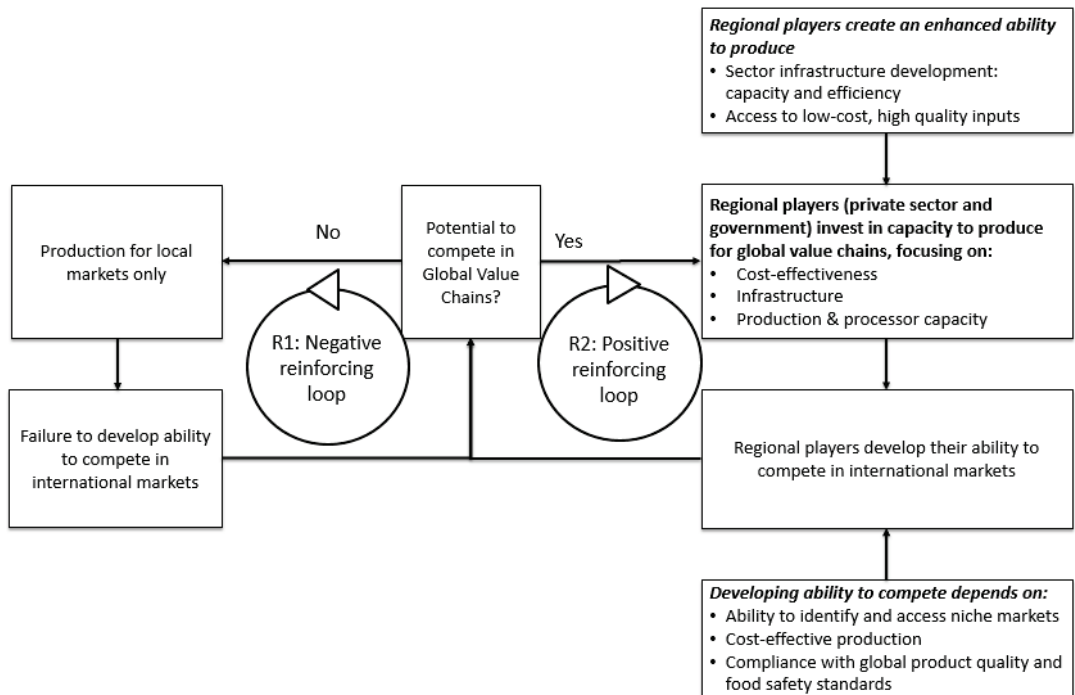 Regional players create an enhanced ability
to produce
• Sector infrastructure development:
capacity and efficiency
• Access to low-cost, high quality inputs
Production for local
markets only
No
Potential to
compete in
Global Value
Chains?
Yes
Regional players (private sector and
government) invest in capacity to produce
for global value chains, focusing on:
• Cost-effectiveness
• Infrastructure
• Production & processor capacity
R1: Negative
reinforcing
loop
R2: Positive
reinforcing
loop
Failure to develop ability
to compete in
international markets
Regional players develop their ability to
compete in international markets
Developing ability to compete depends on:
• Ability to identify and access niche markets
• Cost-effective production
• Compliance with global product quality and
food safety standards